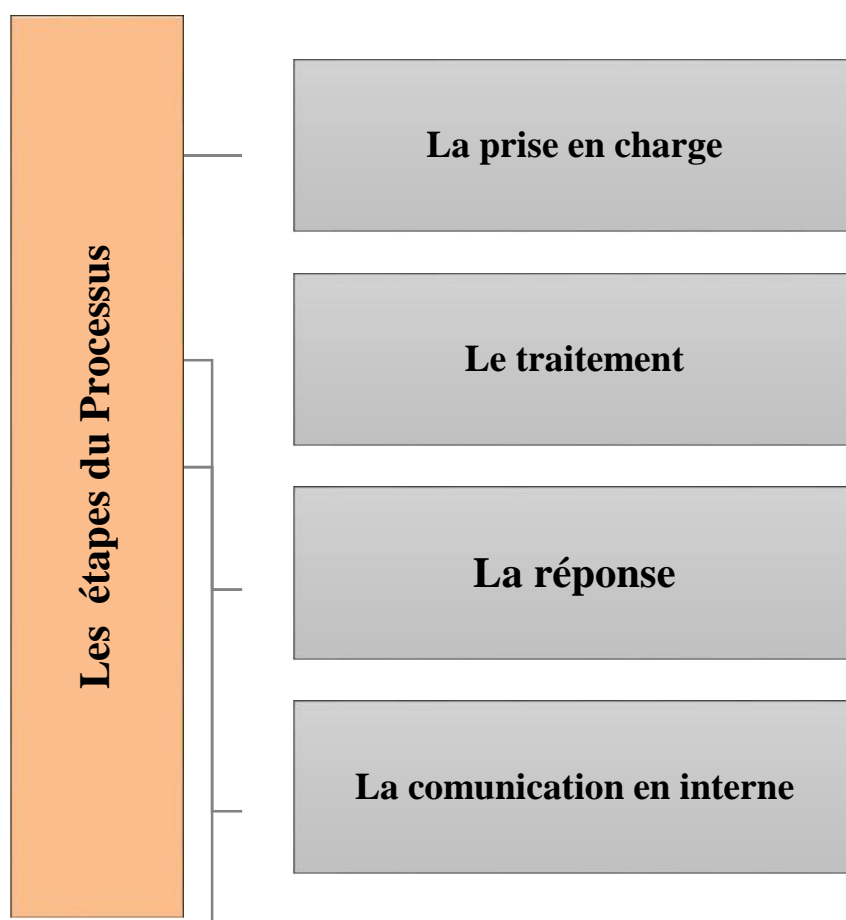 Les étapes du Processus
La prise en charge
Le traitement
La réponse
La comunication en interne